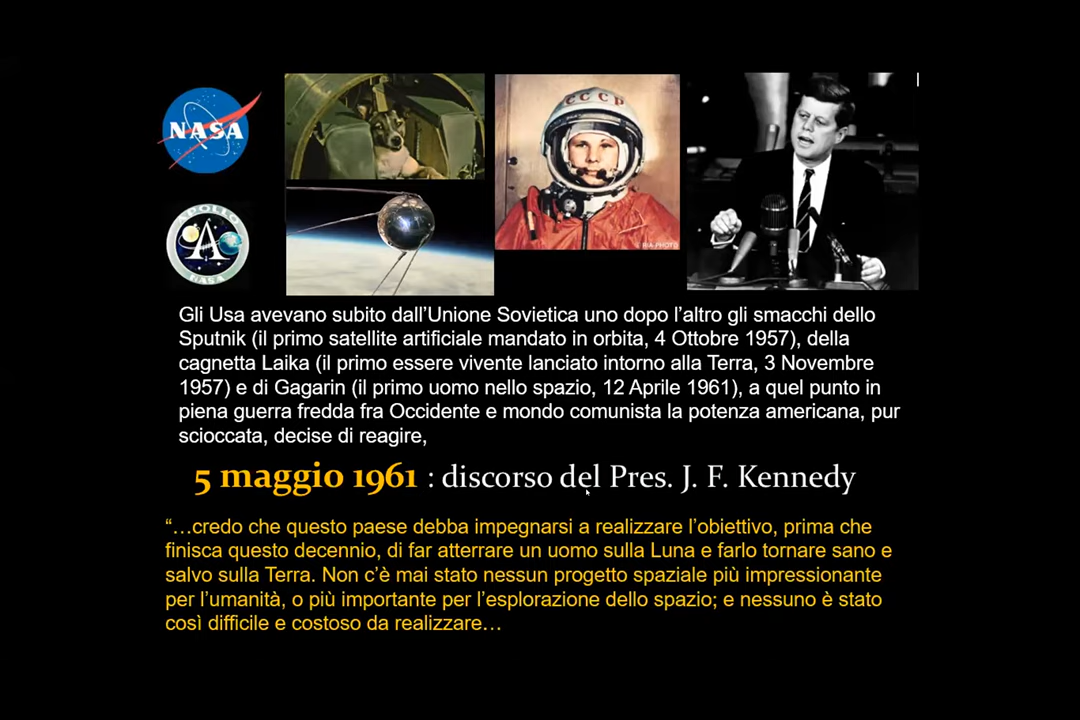 NASA
APOLLO
NASA
CCCP
© RIA-PHOTO
Gli Usa avevano subito dall'Unione Sovietica uno dopo l'altro gli smacchi dello
Sputnik (il primo satellite artificiale mandato in orbita, 4 Ottobre 1957), della
cagnetta Laika (il primo essere vivente lanciato intorno alla Terra, 3 Novembre
1957) e di Gagarin (il primo uomo nello spazio, 12 Aprile 1961), a quel punto in
piena guerra fredda fra Occidente e mondo comunista la potenza americana, pur
scioccata, decise di reagire,
5 maggio 1961 : discorso del Pres. J. F. Kennedy
“…credo che questo paese debba impegnarsi a realizzare l'obiettivo, prima che
finisca questo decennio, di far atterrare un uomo sulla Luna e farlo tornare sano e
salvo sulla Terra. Non c'è mai stato nessun progetto spaziale più impressionante
per l'umanità, o più importante per l'esplorazione dello spazio; e nessuno è stato
così difficile e costoso da realizzare…